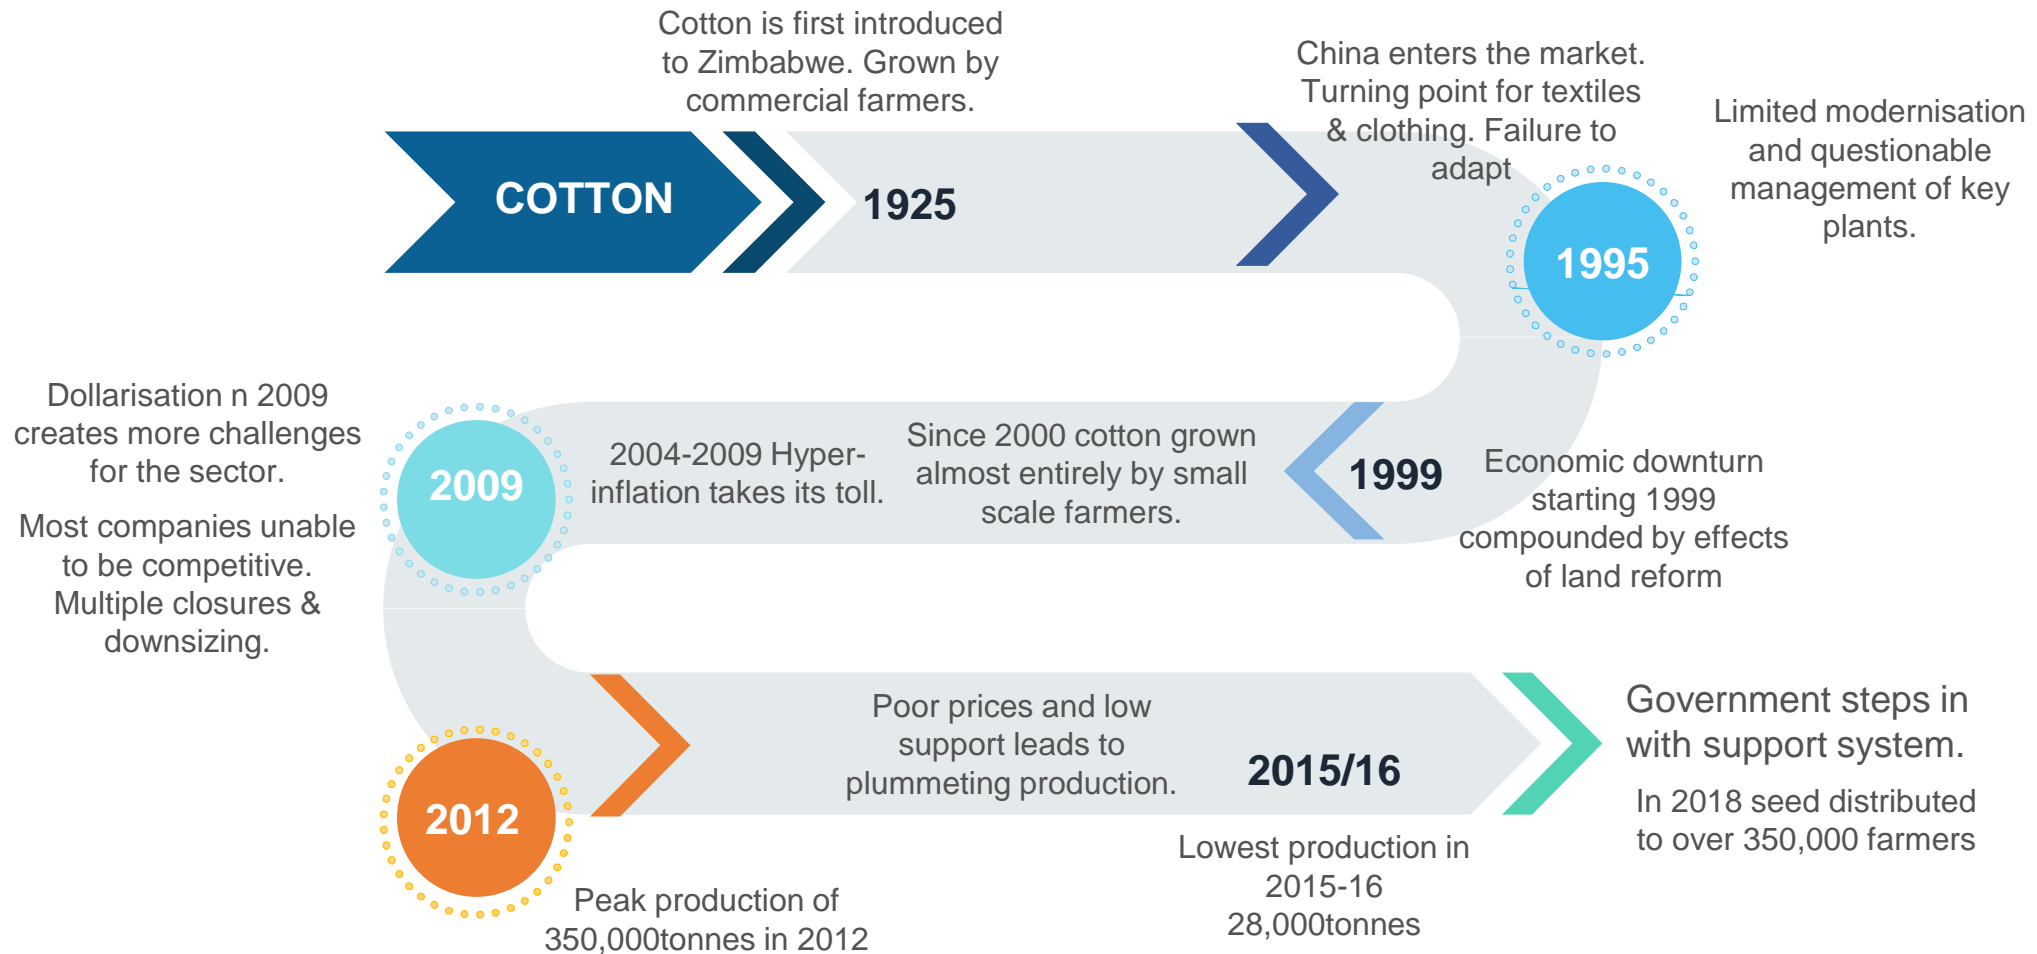 Cotton is first introduced
to Zimbabwe. Grown by
commercial farmers.
China enters the market.
Turning point for textiles
& clothing. Failure to
adapt
Limited modernisation
and questionable
management of key
plants.
COTTON
1925
1995
Dollarisation n 2009
creates more challenges
for the sector.
Most companies unable
to be competitive.
Multiple closures &
downsizing.
2009
2004-2009 Hyper-
inflation takes its toll.
Since 2000 cotton grown
almost entirely by small
scale farmers.
1999
Economic downturn
starting 1999
compounded by effects
of land reform
2012
Peak production of
350,000tonnes in 2012
Poor prices and low
support leads to
plummeting production.
2015/16
Lowest production in
2015-16
28,000tonnes
Government steps in
with support system.
In 2018 seed distributed
to over 350,000 farmers